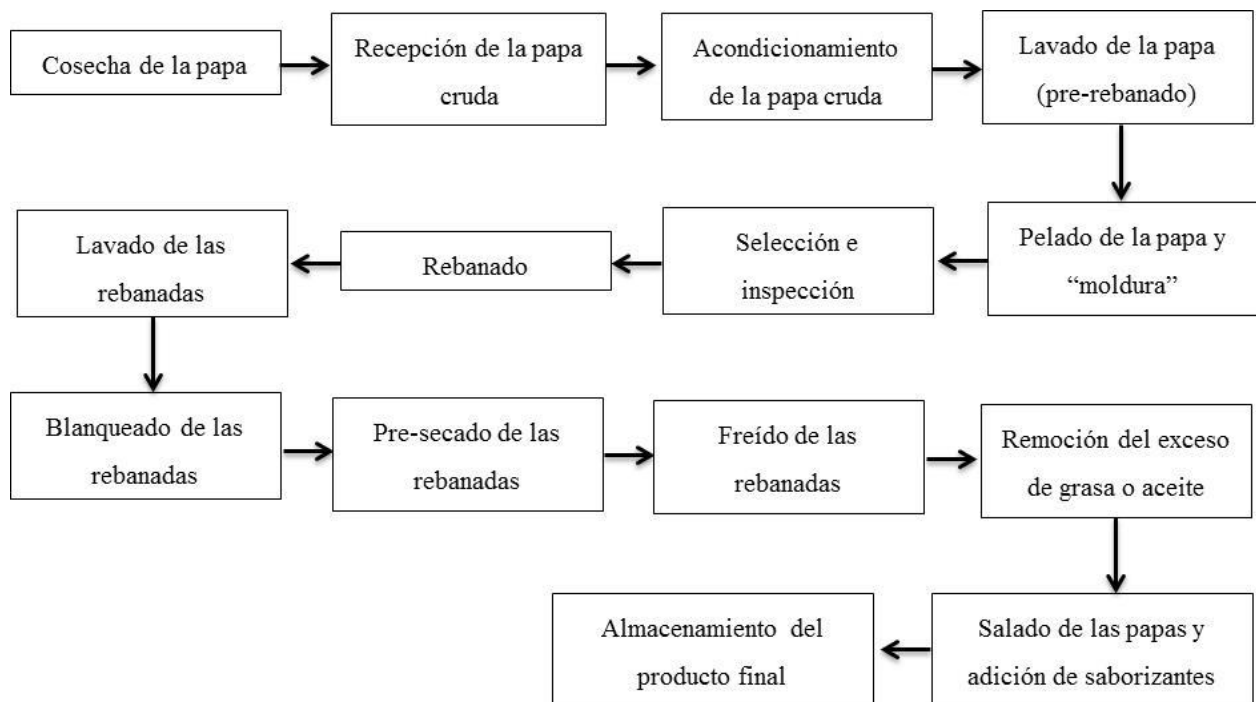 Cosecha de la papa
Recepción de la papa
cruda
Acondicionamiento
de la papa cruda
Lavado de la papa
(pre-rebanado)
Pelado de la papa y
“moldura”
Selección e
inspección
Rebanado
Lavado de las
rebanadas
Blanqueado de las
rebanadas
Pre-secado de las
rebanadas
Freído de las
rebanadas
Remoción del exceso
de grasa o aceite
Salado de las papas y
adición de saborizantes
Almacenamiento del
producto final